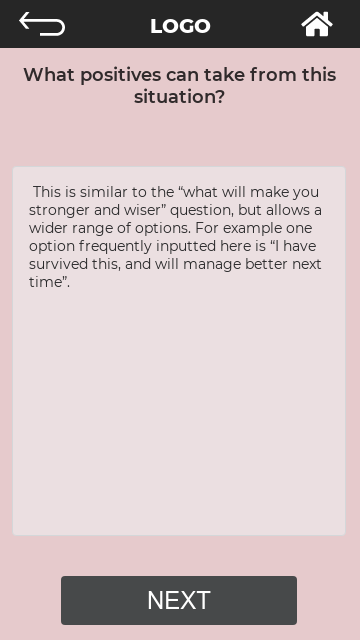 LOGO
What positives can take from this
situation?
This is similar to the “what will make you
stronger and wiser” question, but allows a
wider range of options. For example one
option frequently inputted here is “I have
survived this, and will manage better next
time”.
NEXT